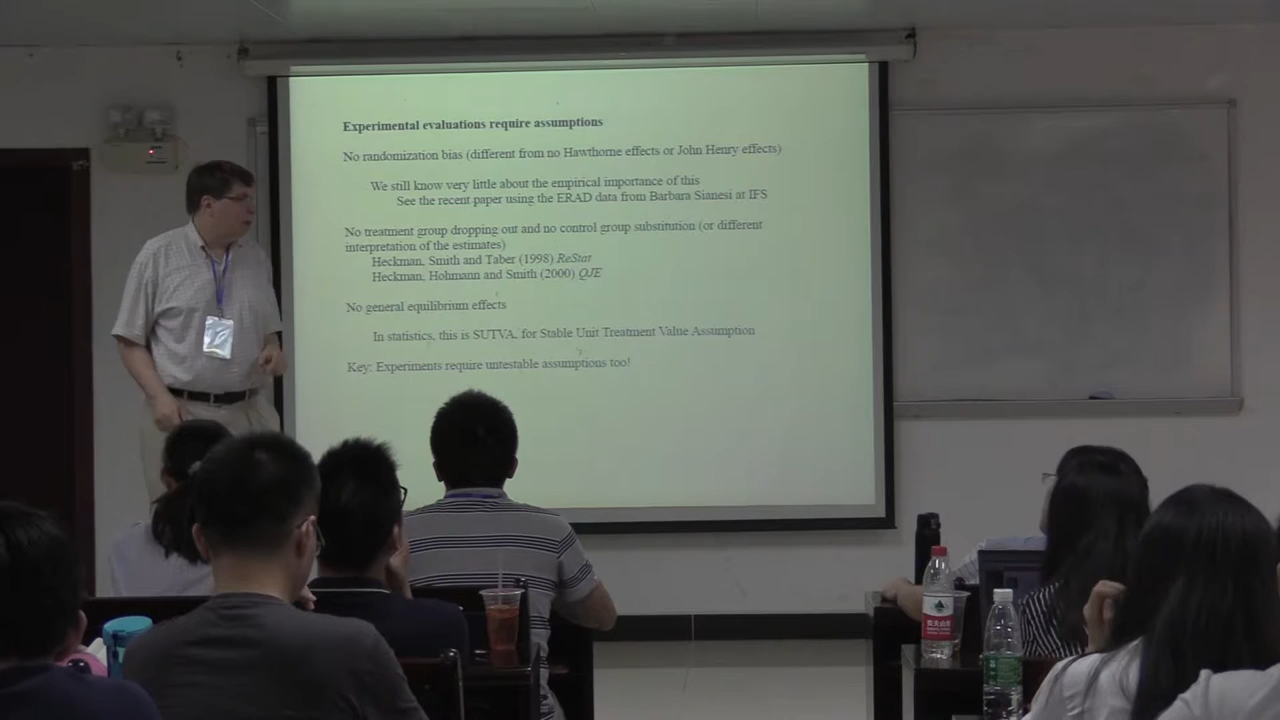 Experimental evaluations require assumptions
No randomization bias (different from no Hawthorne effects or John Henry effects)
We still know very little about the empirical importance of this
See the recent paper using the ERAD data from Barbara Sianesi at IFS
No treatment group dropping out and no control group substitution (or different
interpretation of the estimates)
Heckman, Smith and Taber (1998) ReStat
Heckman, Hohmann and Smith (2000) QJE
No general equilibrium effects
In statistics, this is SUTVA, for Stable Unit Treatment Value Assumption
Key: Experiments require untestable assumptions too!
农夫山泉